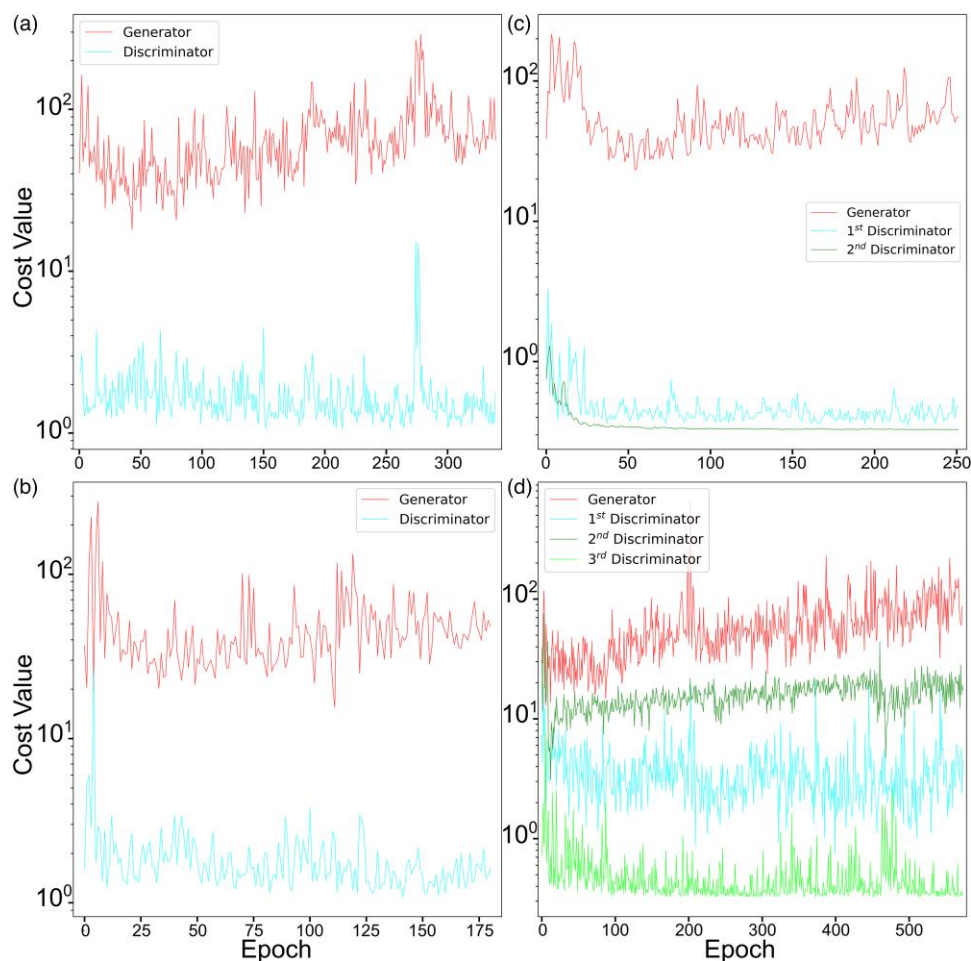 (a)
Generator
Discriminator
10²
10¹
10⁰
0 50 100 150 200 250 300
(c)
10²
10¹
10⁰
Generator
1ˢᵗ Discriminator
2ⁿᵈ Discriminator
0 50 100 150 200 250
Cost Value
(b)
Generator
Discriminator
10²
10¹
10⁰
0 25 50 75 100 125 150 175
Epoch
Cost Value
(d)
Generator
1ˢᵗ Discriminator
2ⁿᵈ Discriminator
3ʳᵈ Discriminator
10²
10¹
10⁰
0 100 200 300 400 500
Epoch